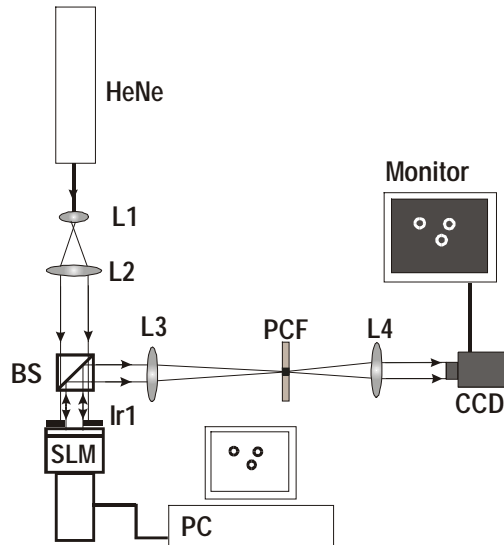 HeNe
Monitor
L1
L2
L3
PCF
L4
BS
CCD
Ir1
SLM
PC